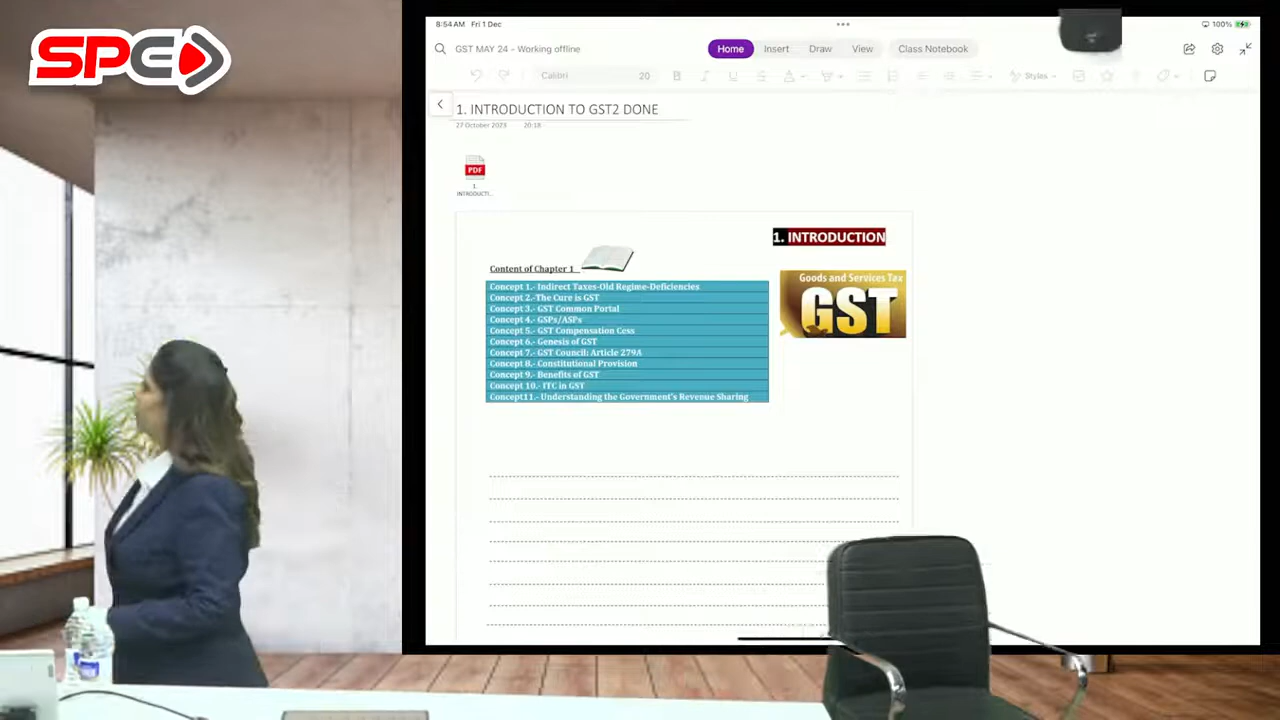 SPED
8:54 AM Fri 1 Dec
100%
GST MAY 24 – Working offline
Home
Insert
Draw
View
Class Notebook
Calibri
20
B
I
U
S
A
Styles
1. INTRODUCTION TO GST2 DONE
27 October 2023 20:18
PDF
1.
INTRODUCTI...
1. INTRODUCTION
Content of Chapter 1
Goods and Services Tax
GST
Concept 1.- Indirect Taxes-Old Regime-Deficiencies
Concept 2.-The Cure is GST
Concept 3.- GST Common Portal
Concept 4.- GSPs/ASPs
Concept 5.- GST Compensation Cess
Concept 6.- Genesis of GST
Concept 7.- GST Council: Article 279A
Concept 8.- Constitutional Provision
Concept 9.- Benefits of GST
Concept 10.- ITC in GST
Concept11.- Understanding the Government's Revenue Sharing